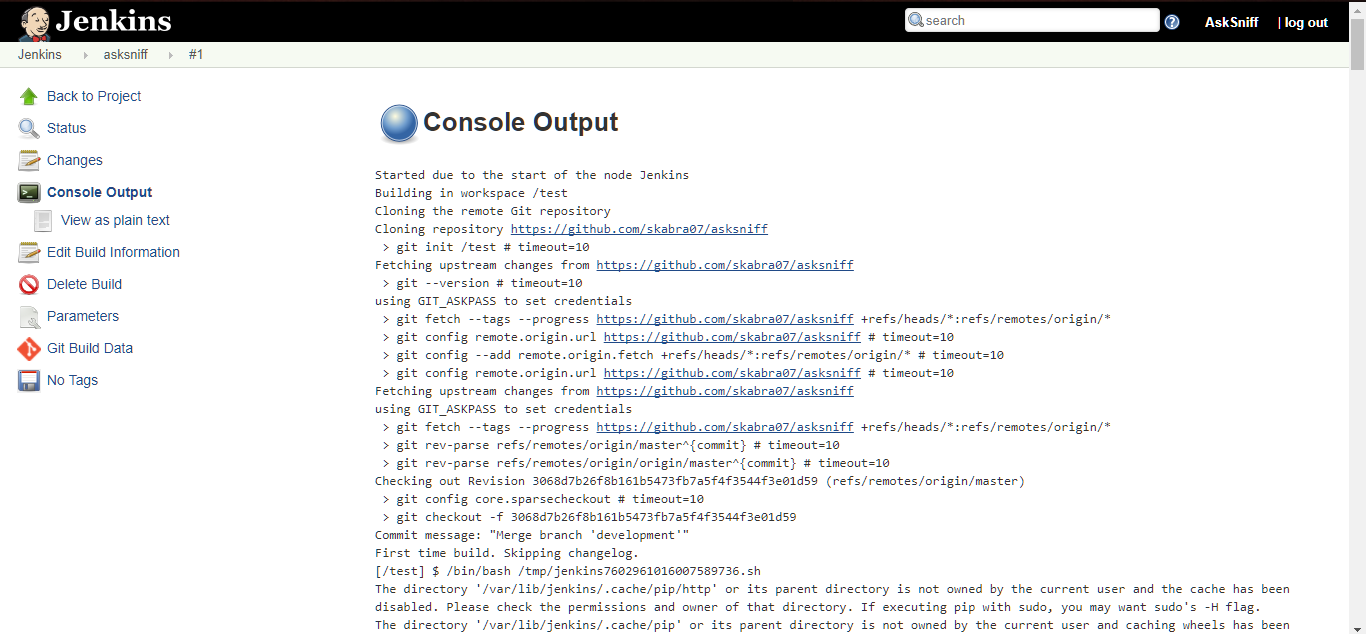 Jenkins
search
AskSniff
| log out
Jenkins
asksniff
#1
Back to Project
Status
Changes
Console Output
View as plain text
Edit Build Information
Delete Build
Parameters
Git Build Data
No Tags
Console Output
Started due to the start of the node Jenkins
Building in workspace /test
Cloning the remote Git repository
Cloning repository https://github.com/skabra07/asksniff
> git init /test # timeout=10
Fetching upstream changes from https://github.com/skabra07/asksniff
> git --version # timeout=10
using GIT_ASKPASS to set credentials
> git fetch --tags --progress https://github.com/skabra07/asksniff +refs/heads/*:refs/remotes/origin/*
> git config remote.origin.url https://github.com/skabra07/asksniff # timeout=10
> git config --add remote.origin.fetch +refs/heads/*:refs/remotes/origin/* # timeout=10
> git config remote.origin.url https://github.com/skabra07/asksniff # timeout=10
Fetching upstream changes from https://github.com/skabra07/asksniff
using GIT_ASKPASS to set credentials
> git fetch --tags --progress https://github.com/skabra07/asksniff +refs/heads/*:refs/remotes/origin/*
> git rev-parse refs/remotes/origin/master^{commit} # timeout=10
> git rev-parse refs/remotes/origin/origin/master^{commit} # timeout=10
Checking out Revision 3068d7b26f8b161b5473fb7a5f4f3544f3e01d59 (refs/remotes/origin/master)
> git config core.sparsecheckout # timeout=10
> git checkout -f 3068d7b26f8b161b5473fb7a5f4f3544f3e01d59
Commit message: "Merge branch 'development'"
First time build. Skipping changelog.
[/test] $ /bin/bash /tmp/jenkins7602961016007589736.sh
The directory '/var/lib/jenkins/.cache/pip/http' or its parent directory is not owned by the current user and the cache has been
disabled. Please check the permissions and owner of that directory. If executing pip with sudo, you may want sudo's -H flag.
The directory '/var/lib/jenkins/.cache/pip' or its parent directory is not owned by the current user and caching wheels has been